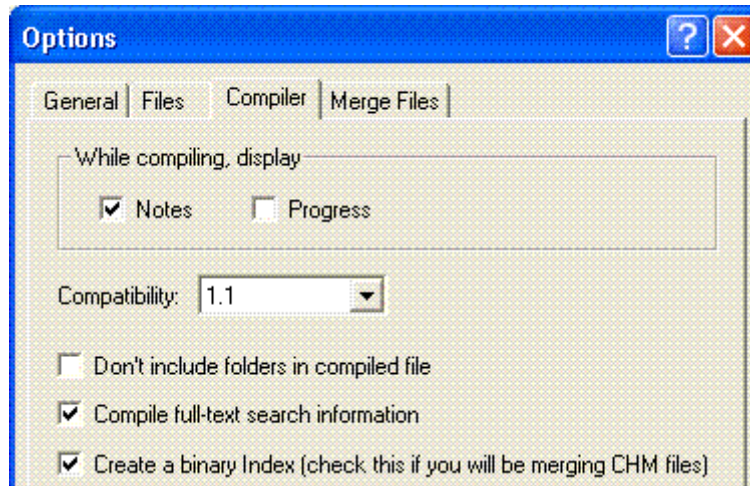 Options
General Files Compiler Merge Files
While compiling, display
Notes Progress
Compatibility: 1.1
Don't include folders in compiled file
Compile full-text search information
Create a binary Index (check this if you will be merging CHM files)